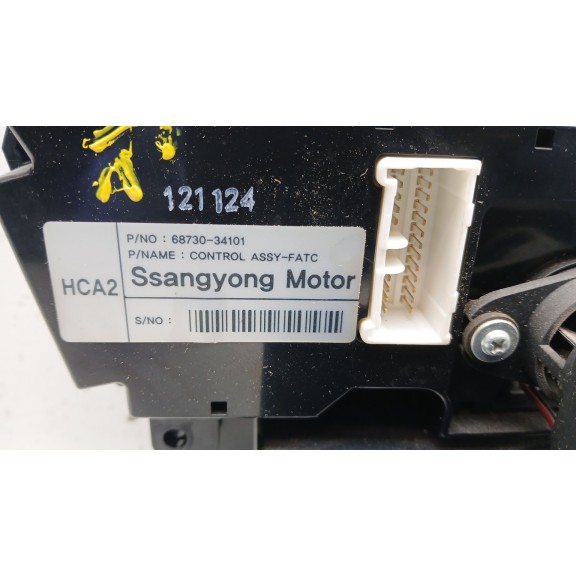 121124
P/NO : 68730-34101
P/NAME : CONTROL ASSY-FATC
HCA2
Ssangyong Motor
S/NO :